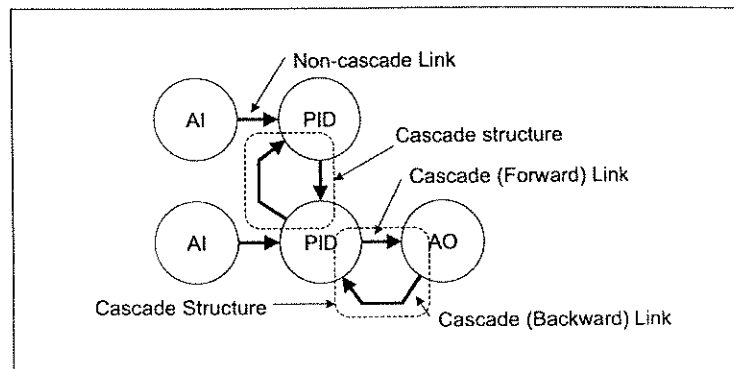 Non-cascade Link
AI
PID
Cascade structure
Cascade (Forward) Link
AI
PID
AO
Cascade Structure
Cascade (Backward) Link